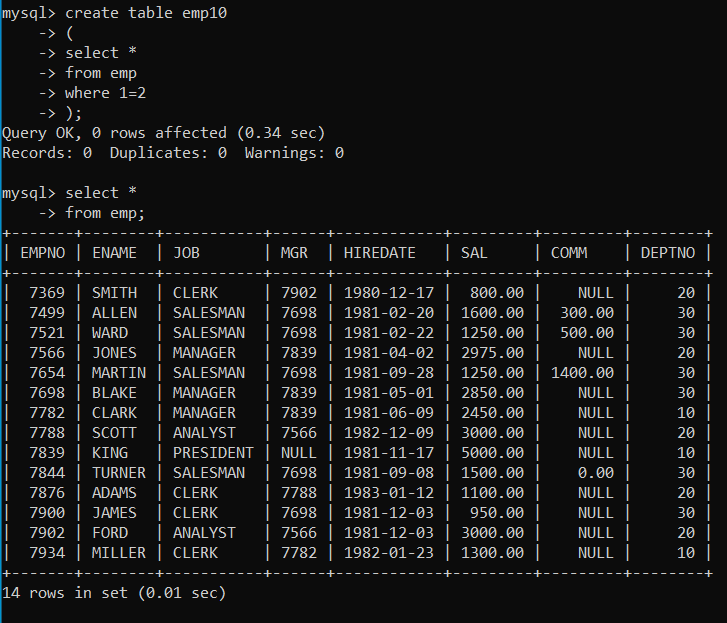 mysql> create table emp10
    -> (
    -> select *
    -> from emp
    -> where 1=2
    -> );
Query OK, 0 rows affected (0.34 sec)
Records: 0  Duplicates: 0  Warnings: 0

mysql> select *
    -> from emp;
+-------+--------+-----------+------+------------+---------+---------+--------+
| EMPNO | ENAME  | JOB       | MGR  | HIREDATE   | SAL     | COMM    | DEPTNO |
+-------+--------+-----------+------+------------+---------+---------+--------+
|  7369 | SMITH  | CLERK     | 7902 | 1980-12-17 |  800.00 |    NULL |     20 |
|  7499 | ALLEN  | SALESMAN  | 7698 | 1981-02-20 | 1600.00 |  300.00 |     30 |
|  7521 | WARD   | SALESMAN  | 7698 | 1981-02-22 | 1250.00 |  500.00 |     30 |
|  7566 | JONES  | MANAGER   | 7839 | 1981-04-02 | 2975.00 |    NULL |     20 |
|  7654 | MARTIN | SALESMAN  | 7698 | 1981-09-28 | 1250.00 | 1400.00 |     30 |
|  7698 | BLAKE  | MANAGER   | 7839 | 1981-05-01 | 2850.00 |    NULL |     30 |
|  7782 | CLARK  | MANAGER   | 7839 | 1981-06-09 | 2450.00 |    NULL |     10 |
|  7788 | SCOTT  | ANALYST   | 7566 | 1982-12-09 | 3000.00 |    NULL |     20 |
|  7839 | KING   | PRESIDENT | NULL | 1981-11-17 | 5000.00 |    NULL |     10 |
|  7844 | TURNER | SALESMAN  | 7698 | 1981-09-08 | 1500.00 |    0.00 |     30 |
|  7876 | ADAMS  | CLERK     | 7788 | 1983-01-12 | 1100.00 |    NULL |     20 |
|  7900 | JAMES  | CLERK     | 7698 | 1981-12-03 |  950.00 |    NULL |     30 |
|  7902 | FORD   | ANALYST   | 7566 | 1981-12-03 | 3000.00 |    NULL |     20 |
|  7934 | MILLER | CLERK     | 7782 | 1982-01-23 | 1300.00 |    NULL |     10 |
+-------+--------+-----------+------+------------+---------+---------+--------+
14 rows in set (0.01 sec)